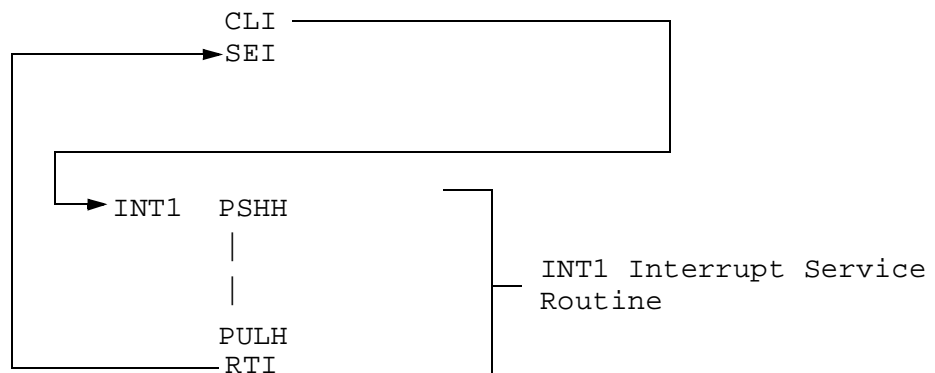 CLI
SEI
INT1 PSHH
|
|
PULH
RTI
INT1 Interrupt Service
Routine